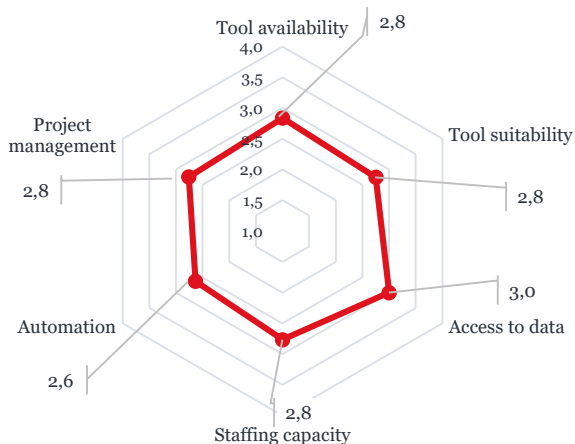 Tool availability
2,8
4,0
3,5
3,0
2,5
2,0
1,5
1,0
Project
management
2,8
Tool suitability
2,8
3,0
Access to data
Automation
2,6
2,8
Staffing capacity